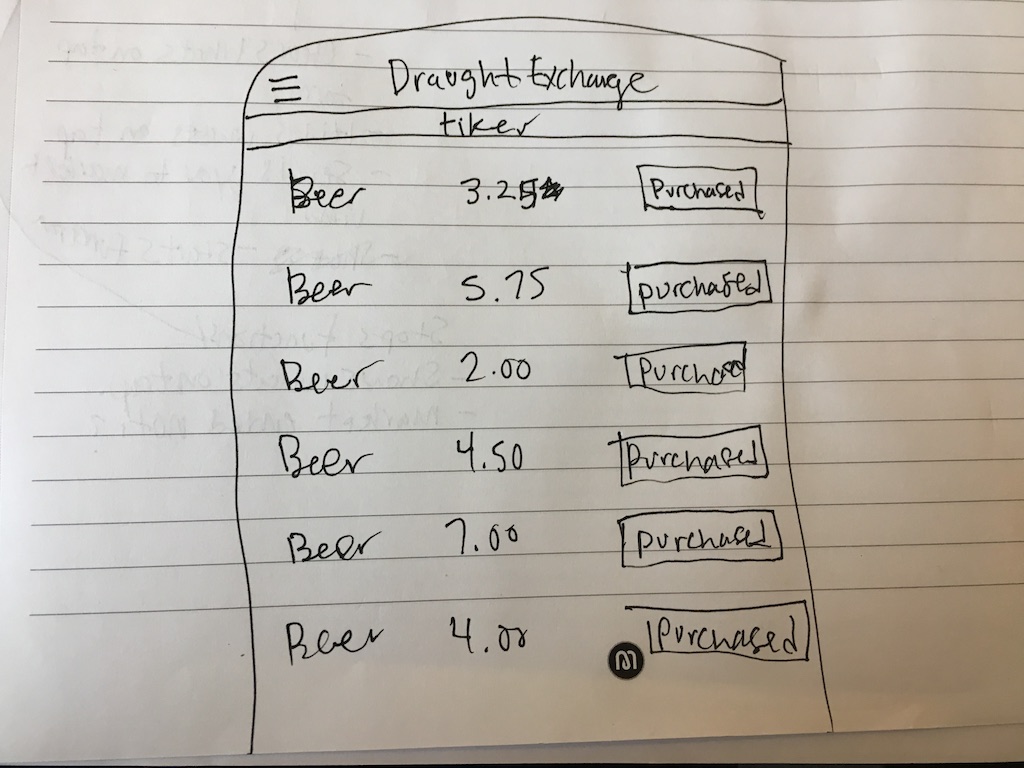 Draught Exchange
tiker
Beer 3.25 Purchased
Beer 5.75 purchased
Beer 2.00 Purchased
Beer 4.50 Purchased
Beer 7.00 purchased
Beer 4.00 Purchased